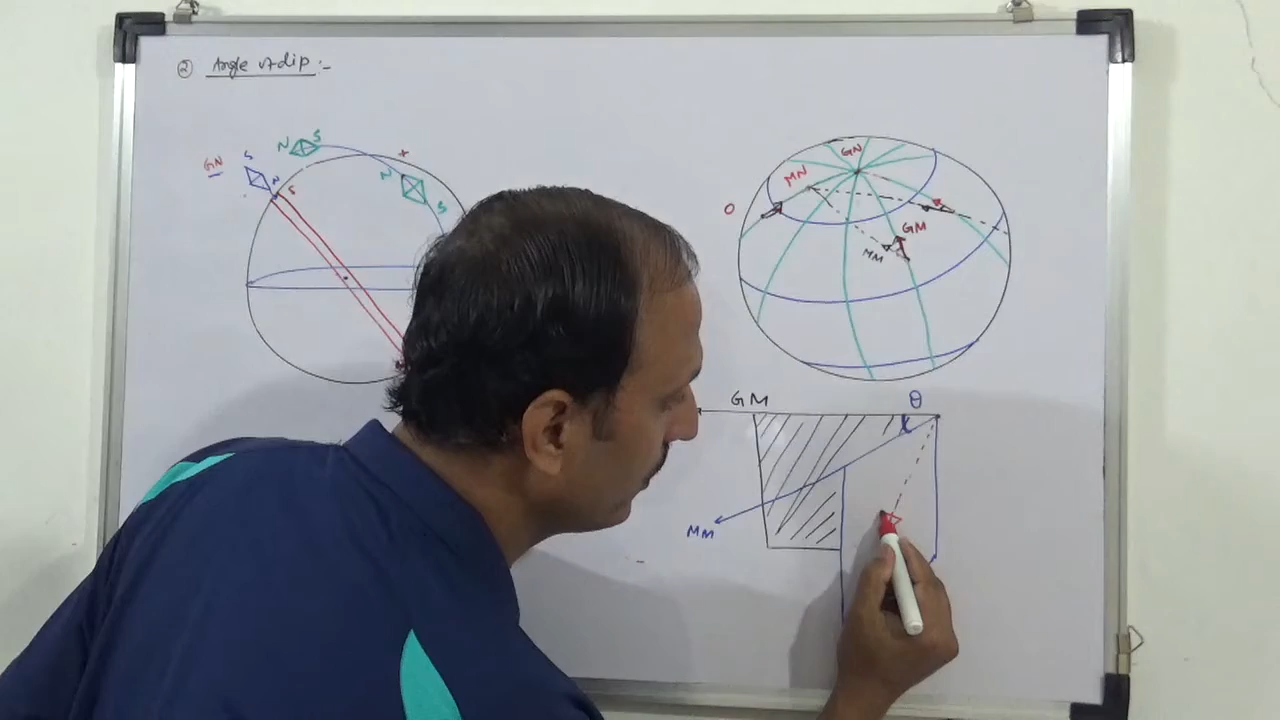 ② Angle of dip :-
N S
GN S
N S
N
S
GN
MN
O
GM
MM
GM θ
MM